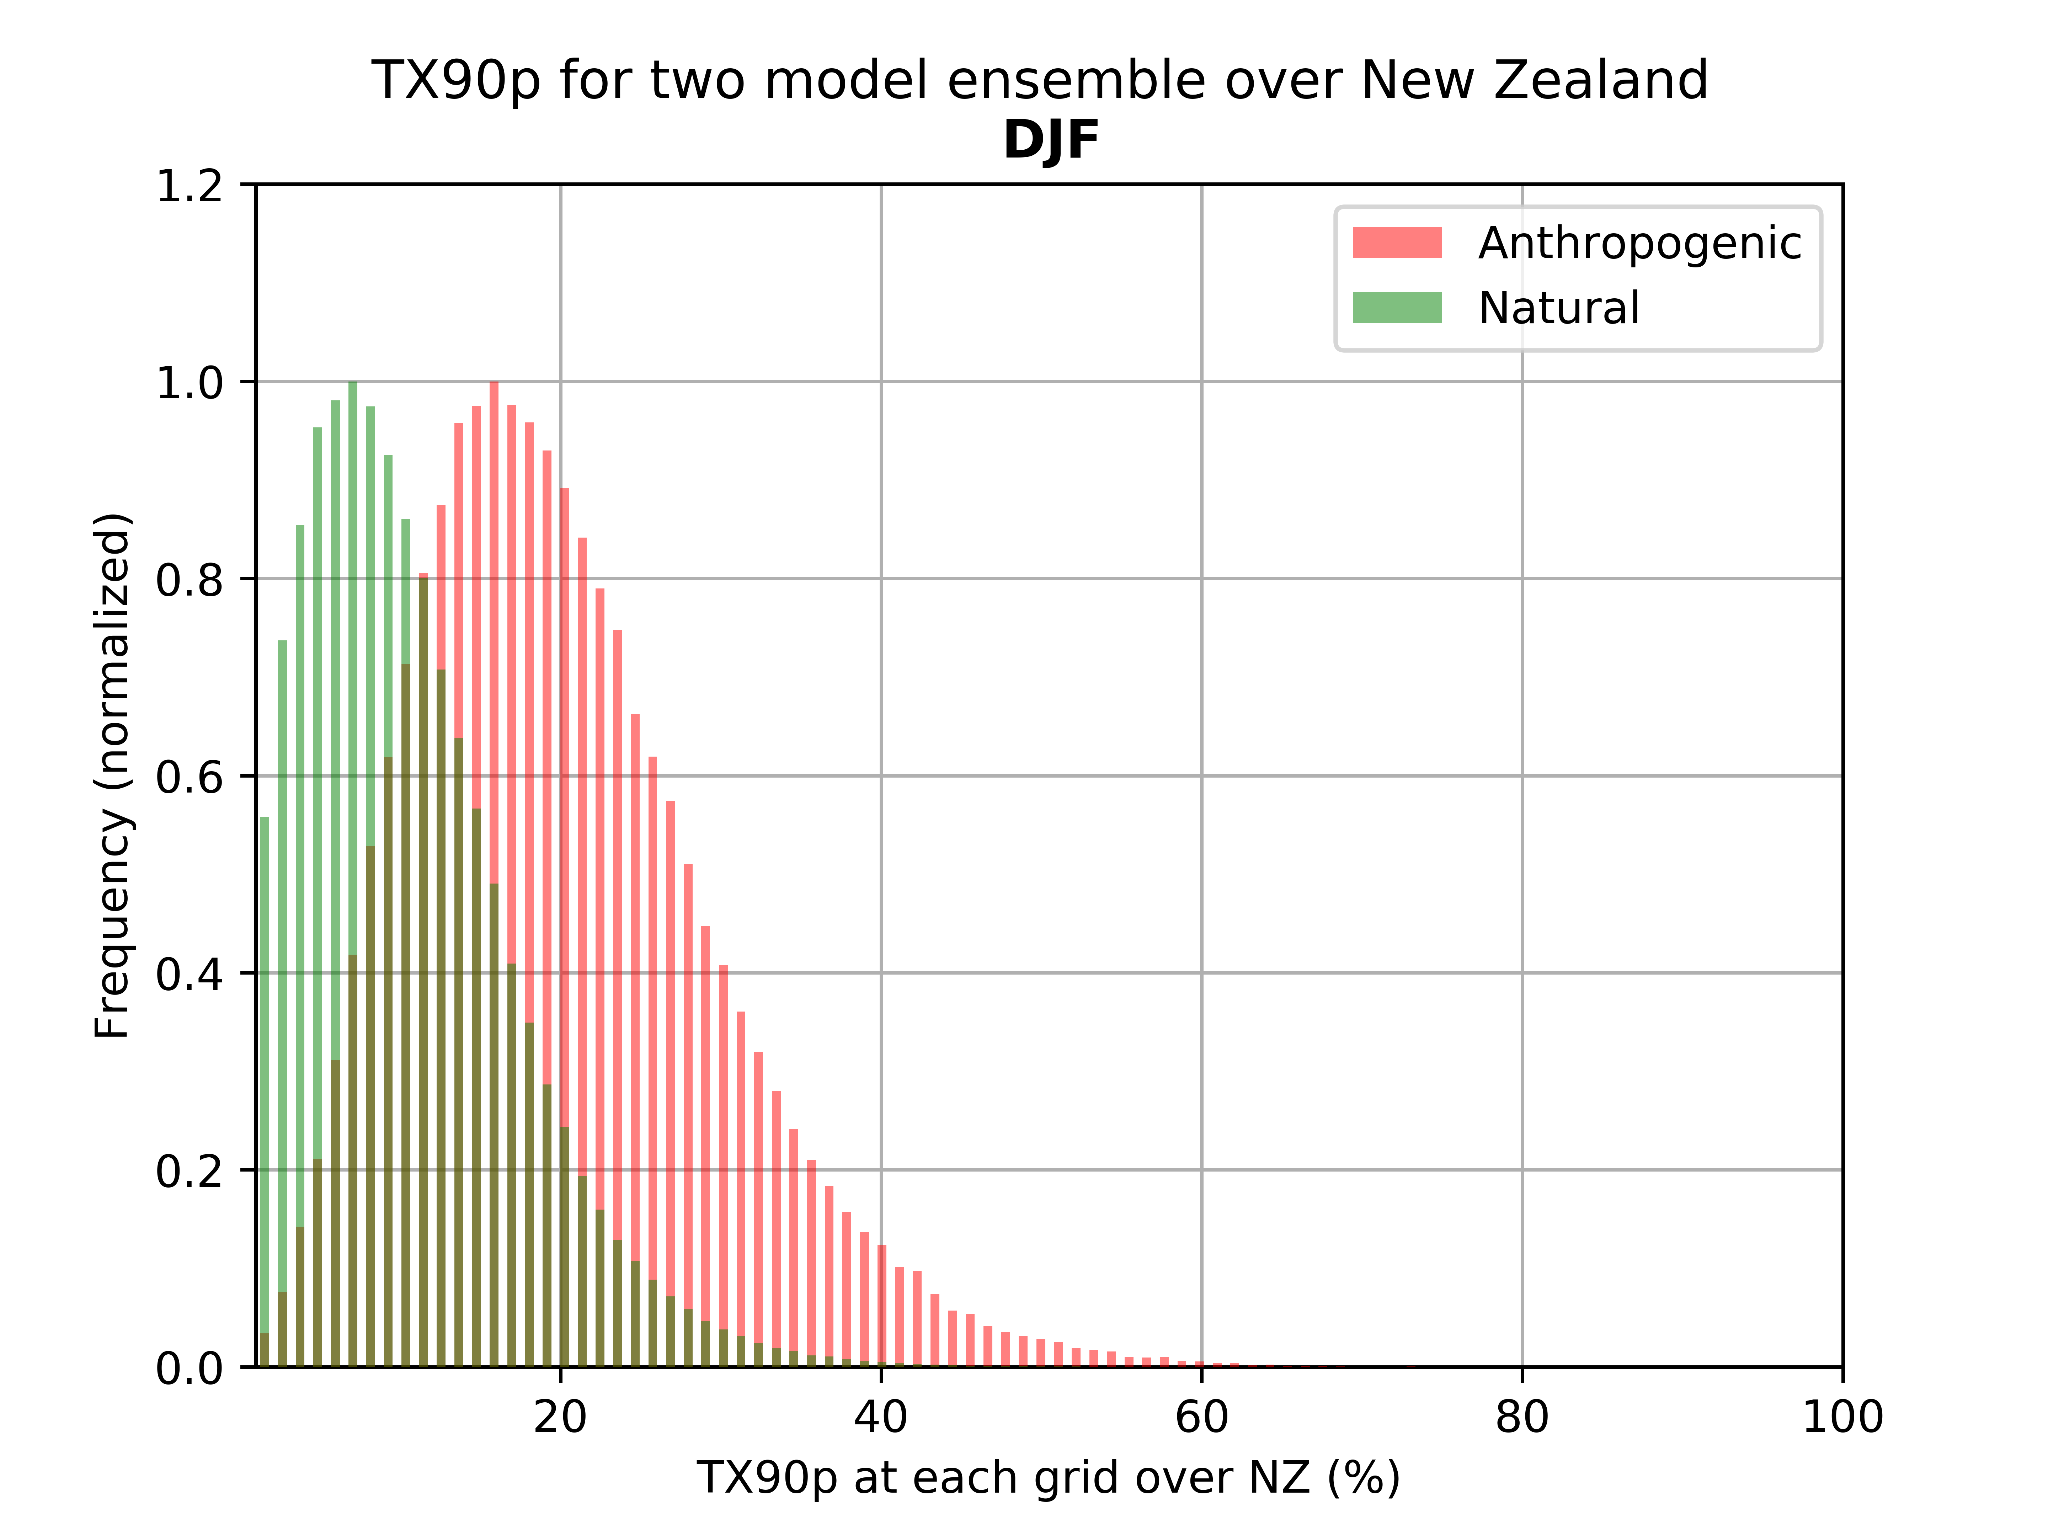 TX90p for two model ensemble over New Zealand
DJF
1.2
Anthropogenic
Natural
1.0
0.8
0.6
0.4
0.2
0.0
Frequency (normalized)
20 40 60 80 100
TX90p at each grid over NZ (%)